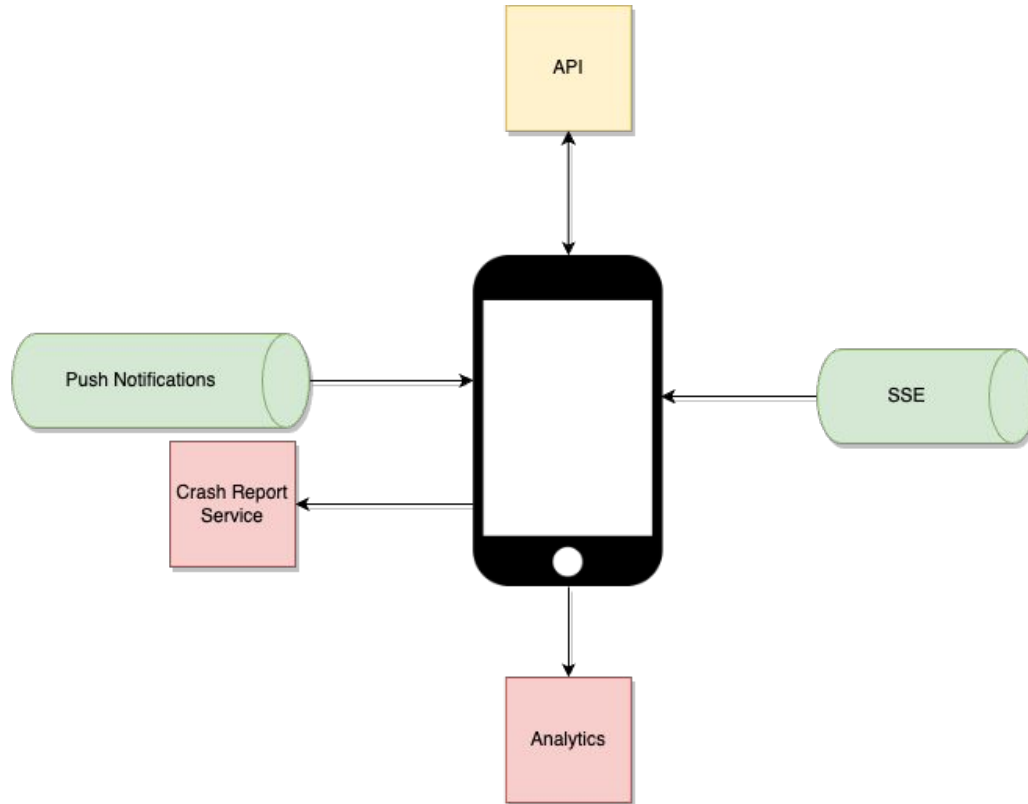 API
Push Notifications
SSE
Crash Report
Service
Analytics